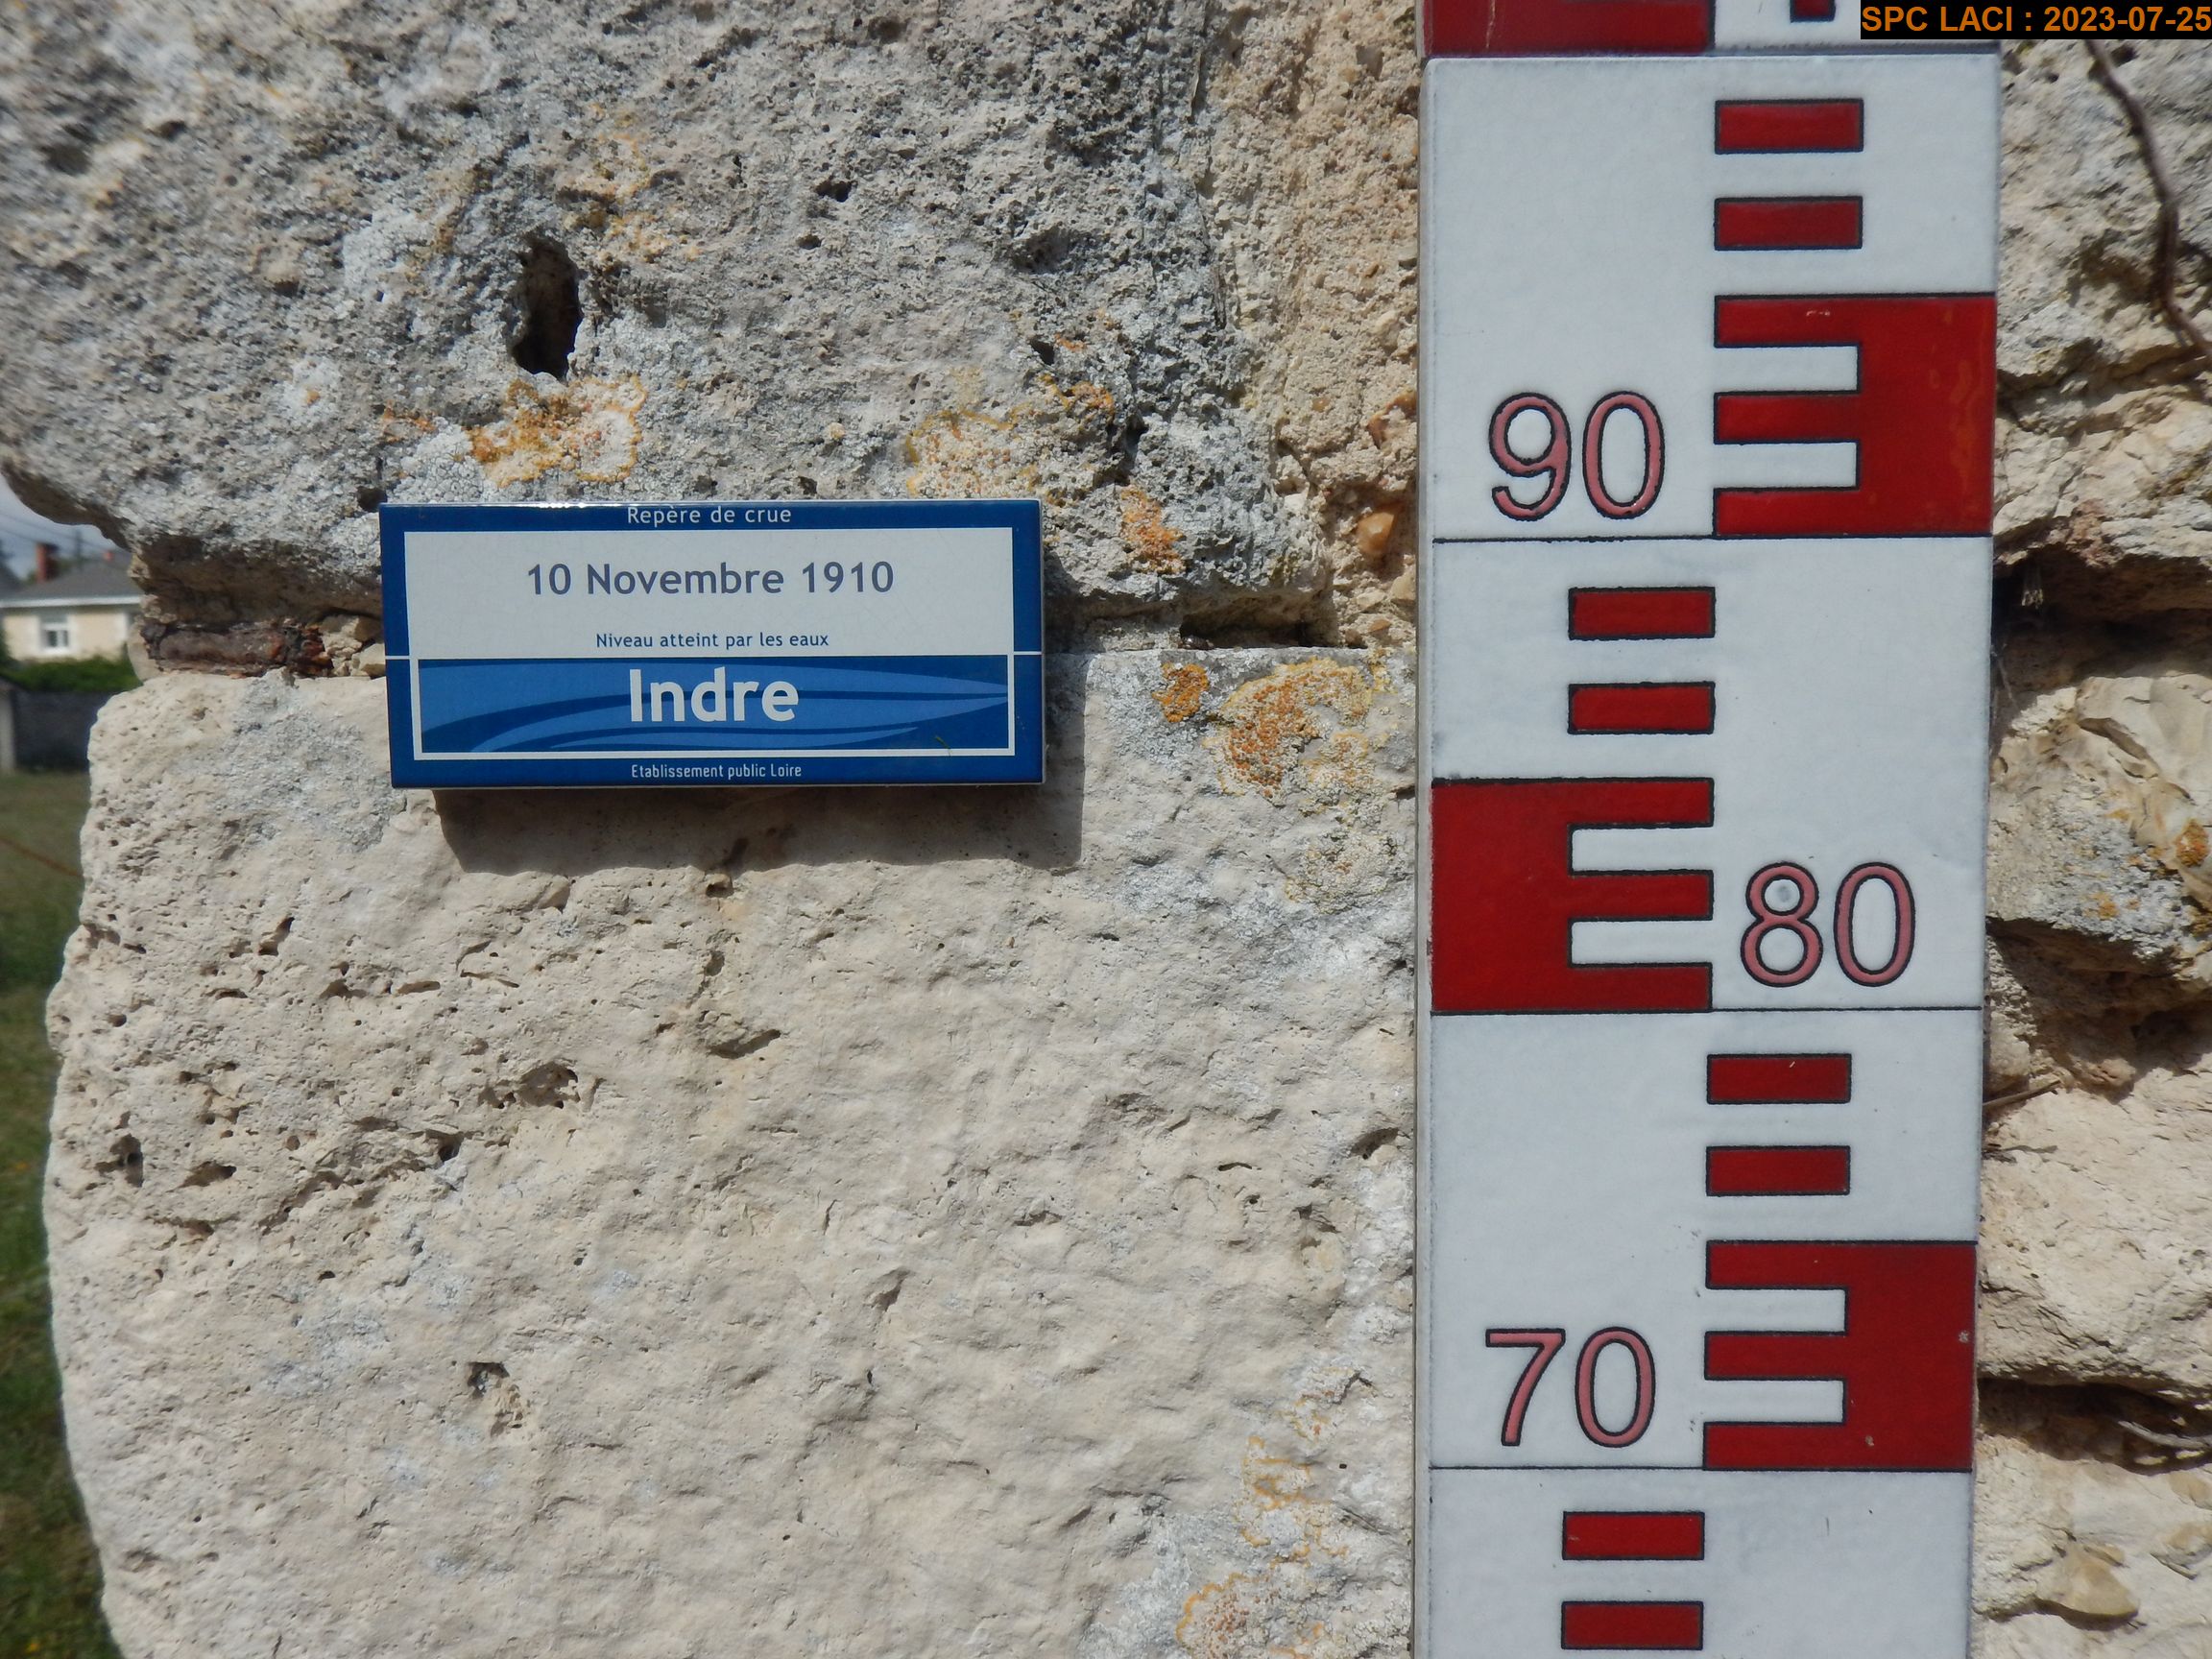 SPC LACI : 2023-07-25
Repère de crue
10 Novembre 1910
Niveau atteint par les eaux
Indre
Etablissement public Loire
90
80
70